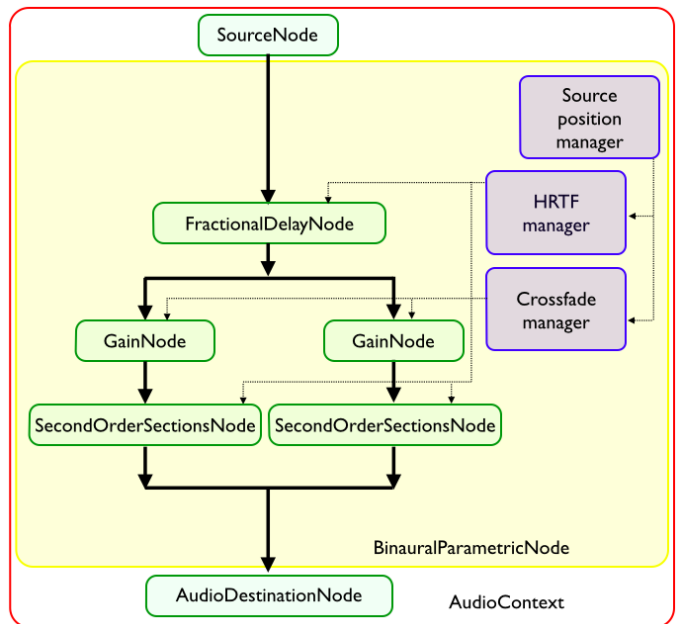 SourceNode
Source
position
manager
HRTF
manager
FractionalDelayNode
Crossfade
manager
GainNode
GainNode
SecondOrderSectionsNode
SecondOrderSectionsNode
BinauralParametricNode
AudioDestinationNode
AudioContext